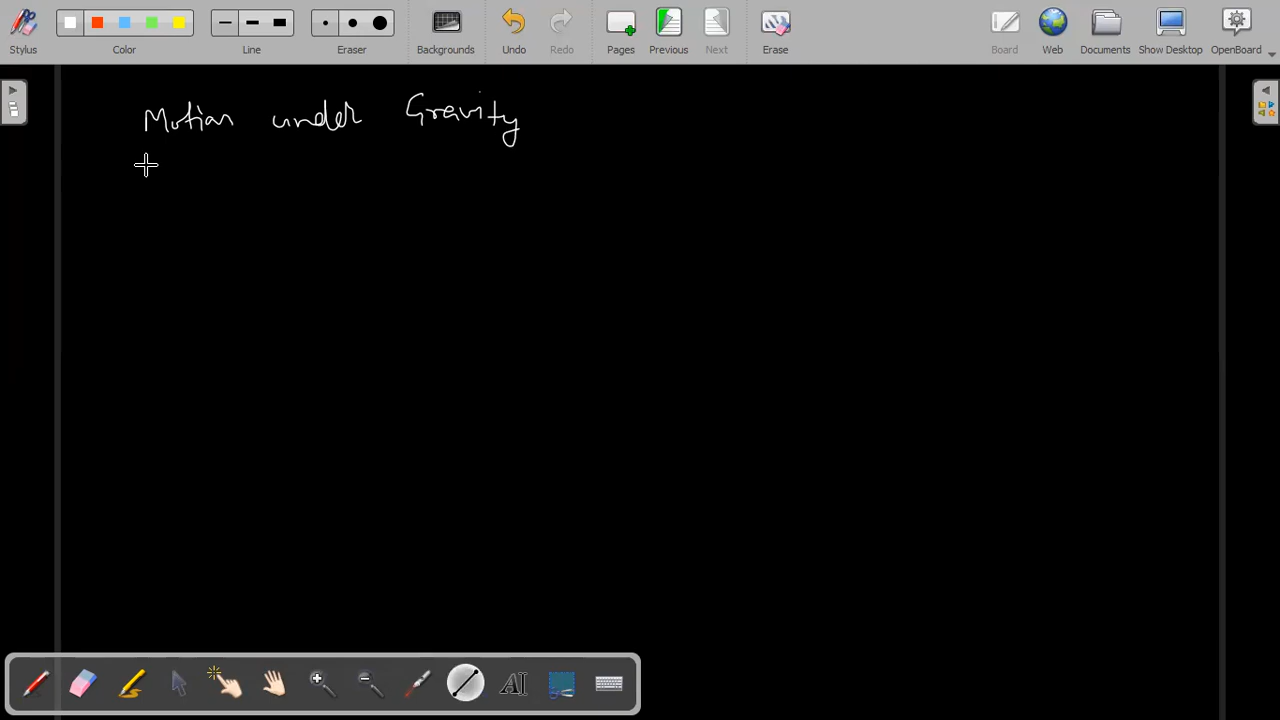 Stylus Color Line Eraser Backgrounds Undo Redo Pages Previous Next Erase Board Web Documents Show Desktop OpenBoard
Motion under Gravity
AI